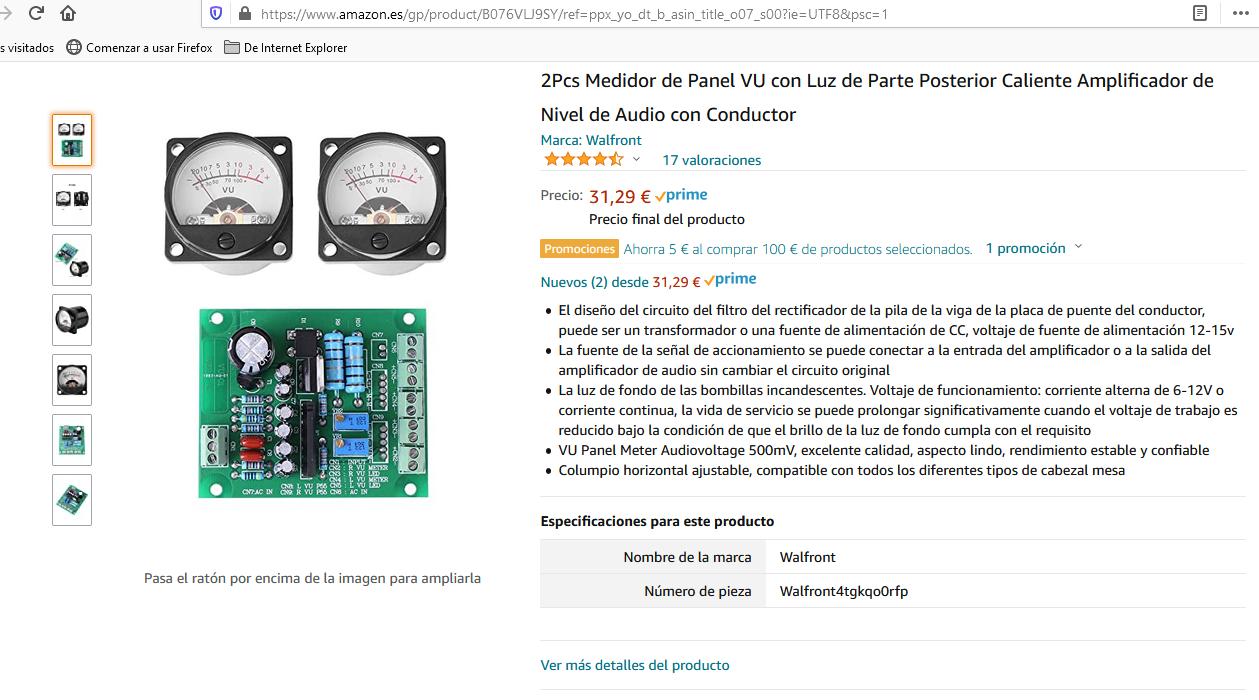 https://www.amazon.es/gp/product/B076VLJ9SY/ref=ppx_yo_dt_b_asin_title_o07_s00?ie=UTF8&psc=1
s visitados Comenzar a usar Firefox De Internet Explorer
2Pcs Medidor de Panel VU con Luz de Parte Posterior Caliente Amplificador de
Nivel de Audio con Conductor
Marca: Walfront
17 valoraciones
Precio: 31,29 € prime
Precio final del producto
Promociones Ahorra 5 € al comprar 100 € de productos seleccionados. 1 promoción
Nuevos (2) desde 31,29 € prime
El diseño del circuito del filtro del rectificador de la pila de la viga de la placa de puente del conductor,
puede ser un transformador o una fuente de alimentación de CC, voltaje de fuente de alimentación 12-15v
La fuente de la señal de accionamiento se puede conectar a la entrada del amplificador o a la salida del
amplificador de audio sin cambiar el circuito original
La luz de fondo de las bombillas incandescentes. Voltaje de funcionamiento: corriente alterna de 6-12V o
corriente continua, la vida de servicio se puede prolongar significativamente cuando el voltaje de trabajo es
reducido bajo la condición de que el brillo de la luz de fondo cumpla con el requisito
VU Panel Meter Audiovoltage 500mV, excelente calidad, aspecto lindo, rendimiento estable y confiable
Columpio horizontal ajustable, compatible con todos los diferentes tipos de cabezal mesa
Especificaciones para este producto
Nombre de la marca Walfront
Número de pieza Walfront4tgkqo0rfp
Ver más detalles del producto
VU
VU
CN7:AC IN
Pasa el ratón por encima de la imagen para ampliarla